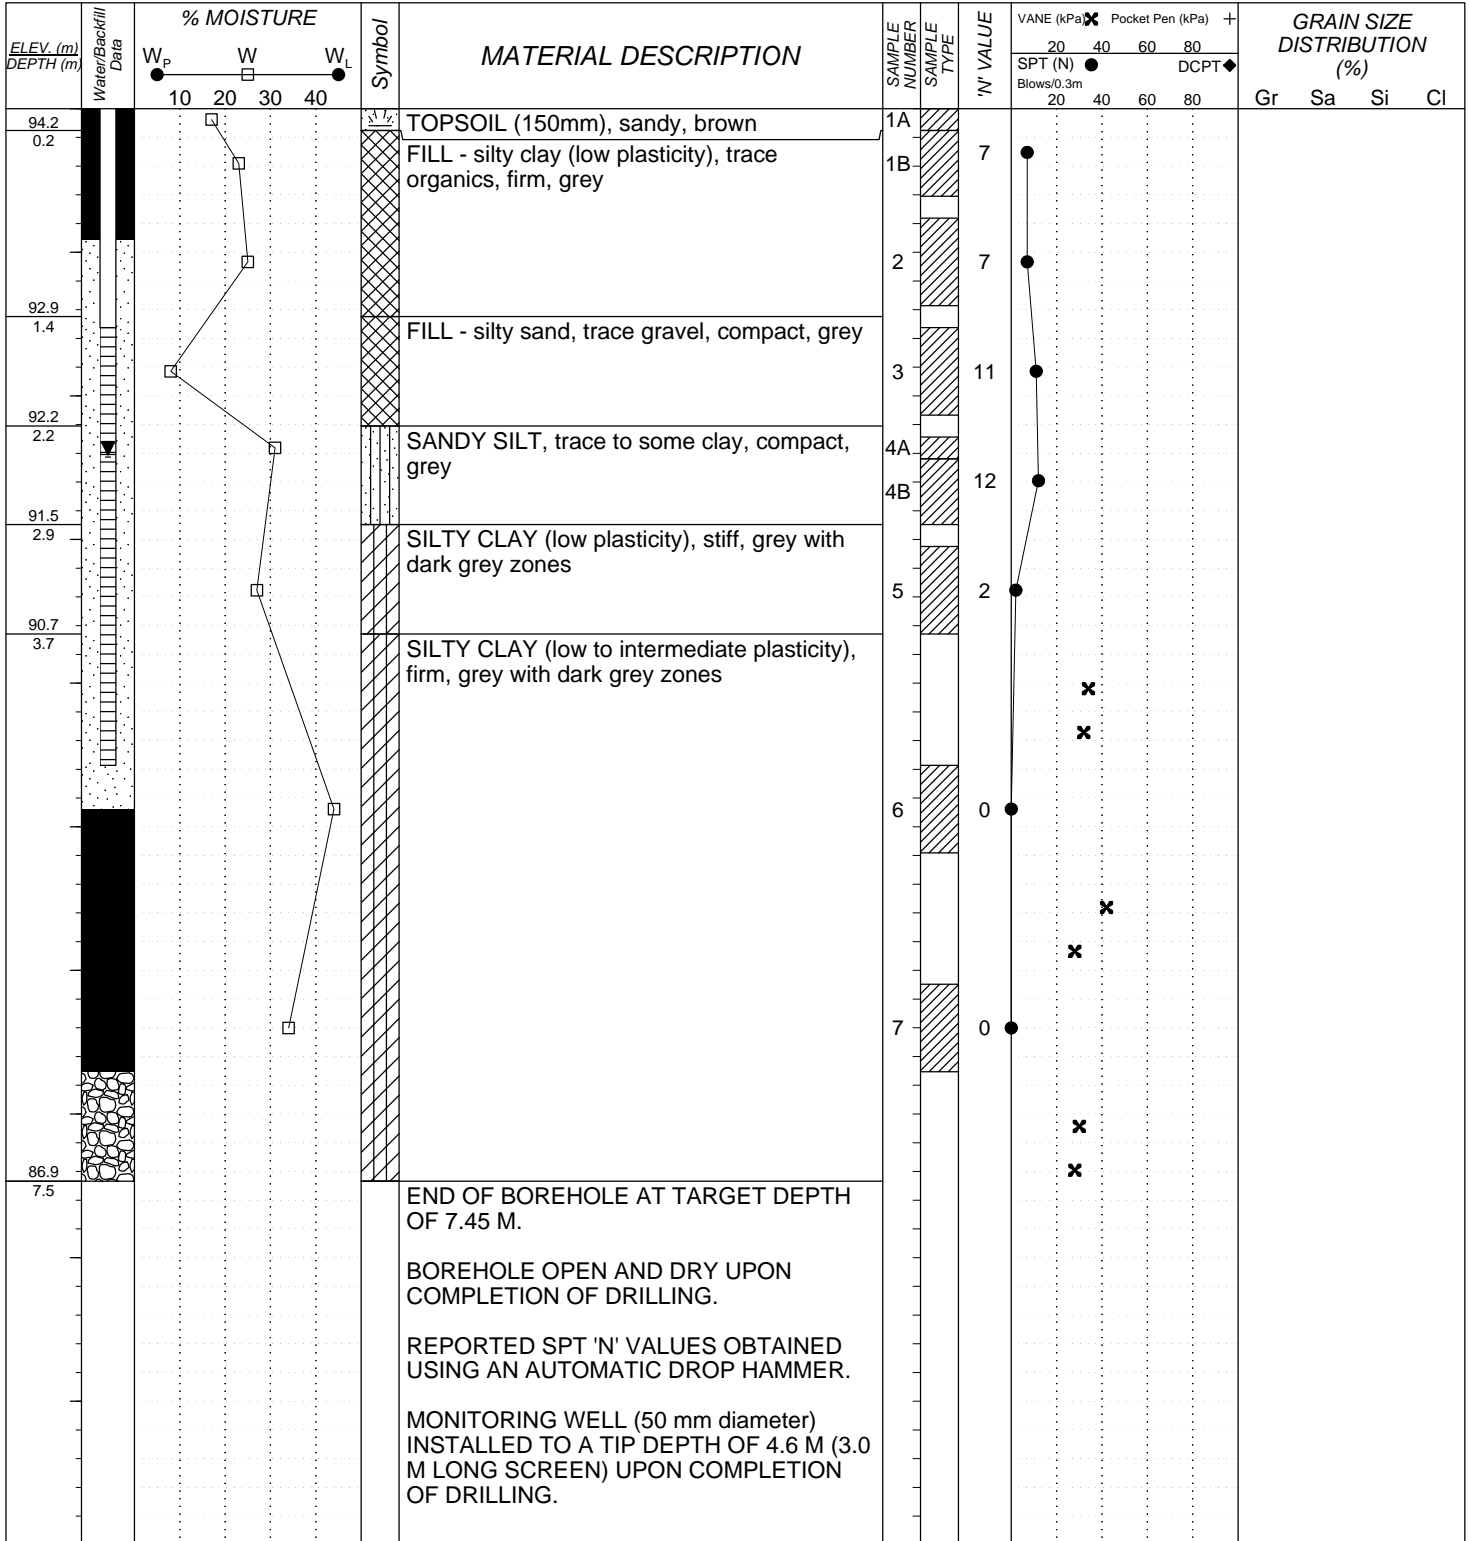 ELEV. (m)
DEPTH (m)
Water/Backfill
Data
% MOISTURE
WP W WL
10 20 30 40
Symbol
MATERIAL DESCRIPTION
SAMPLE
NUMBER
SAMPLE
TYPE
'N' VALUE
VANE (kPa) Pocket Pen (kPa)
20 40 60 80
SPT (N) DCPT
Blows/0.3m
20 40 60 80
GRAIN SIZE
DISTRIBUTION
(%)
Gr Sa Si Cl
94.2
0.2
TOPSOIL (150mm), sandy, brown
1A
FILL - silty clay (low plasticity), trace
organics, firm, grey
1B
7
2
7
92.9
1.4
FILL - silty sand, trace gravel, compact, grey
3
11
92.2
2.2
SANDY SILT, trace to some clay, compact,
grey
4A
4B
12
91.5
2.9
SILTY CLAY (low plasticity), stiff, grey with
dark grey zones
5
2
90.7
3.7
SILTY CLAY (low to intermediate plasticity),
firm, grey with dark grey zones
6
0
7
0
86.9
7.5
END OF BOREHOLE AT TARGET DEPTH
OF 7.45 M.
BOREHOLE OPEN AND DRY UPON
COMPLETION OF DRILLING.
REPORTED SPT 'N' VALUES OBTAINED
USING AN AUTOMATIC DROP HAMMER.
MONITORING WELL (50 mm diameter)
INSTALLED TO A TIP DEPTH OF 4.6 M (3.0
M LONG SCREEN) UPON COMPLETION
OF DRILLING.